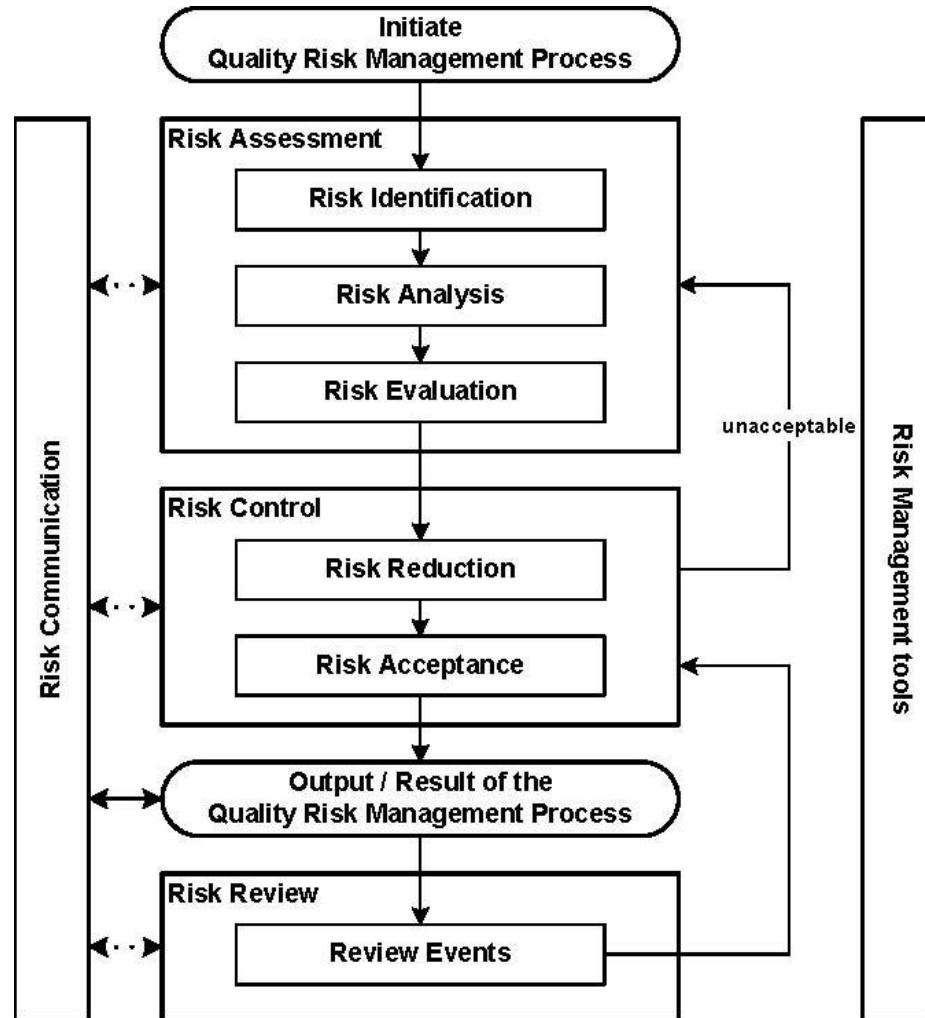 Initiate
Quality Risk Management Process
Risk Assessment
Risk Identification
Risk Analysis
Risk Evaluation
unacceptable
Risk Control
Risk Reduction
Risk Acceptance
Output / Result of the
Quality Risk Management Process
Risk Review
Review Events
Risk Communication
Risk Management tools